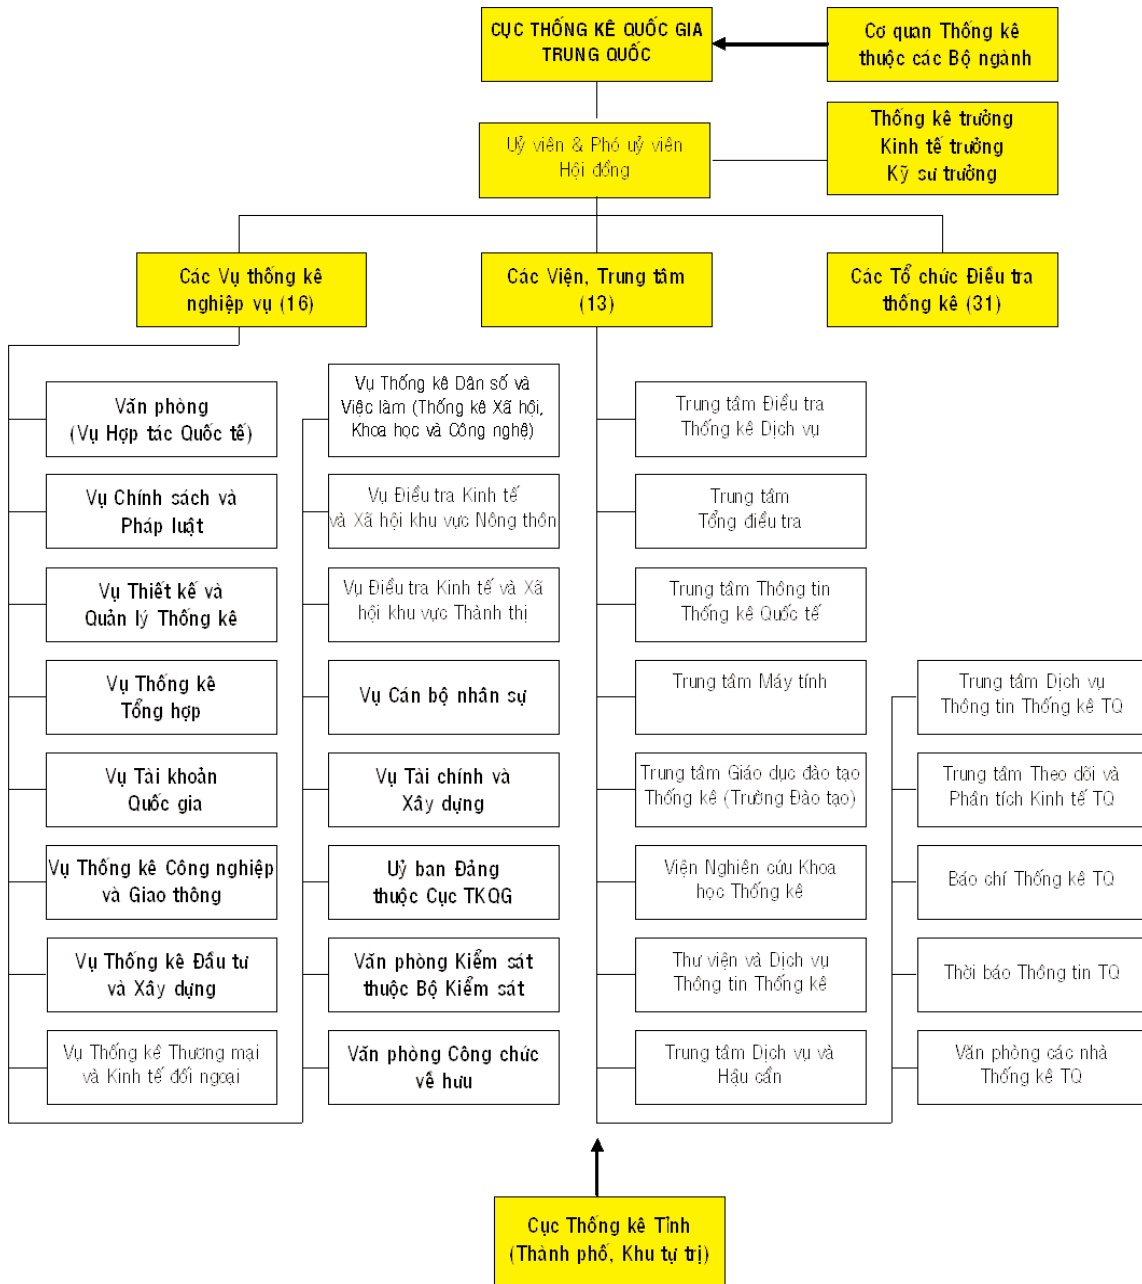 CỤC THỐNG KÊ QUỐC GIA
TRUNG QUỐC
Cơ quan Thống kê
thuộc các Bộ ngành
Uỷ viên & Phó uỷ viên
Hội đồng
Thống kê trưởng
Kinh tế trưởng
Kỹ sư trưởng
Các Vụ thống kê
nghiệp vụ (16)
Các Viện, Trung tâm
(13)
Các Tổ chức Điều tra
thống kê (31)
Văn phòng
(Vụ Hợp tác Quốc tế)
Vụ Chính sách và
Pháp luật
Vụ Thiết kế và
Quản lý Thống kê
Vụ Thống kê
Tổng hợp
Vụ Tài khoản
Quốc gia
Vụ Thống kê Công nghiệp
và Giao thông
Vụ Thống kê Đầu tư
và Xây dựng
Vụ Thống kê Thương mại
và Kinh tế đối ngoại
Vụ Thống kê Dân số và
Việc làm (Thống kê Xã hội,
Khoa học và Công nghệ)
Vụ Điều tra Kinh tế
và Xã hội khu vực Nông thôn
Vụ Điều tra Kinh tế và Xã
hội khu vực Thành thị
Vụ Cán bộ nhân sự
Vụ Tài chính và
Xây dựng
Uỷ ban Đảng
thuộc Cục TKQG
Văn phòng Kiểm sát
thuộc Bộ Kiểm sát
Văn phòng Công chức
về hưu
Trung tâm Điều tra
Thống kê Dịch vụ
Trung tâm
Tổng điều tra
Trung tâm Thông tin
Thống kê Quốc tế
Trung tâm Máy tính
Trung tâm Giáo dục đào tạo
Thống kê (Trường Đào tạo)
Viện Nghiên cứu Khoa
học Thống kê
Thư viện và Dịch vụ
Thông tin Thống kê
Trung tâm Dịch vụ và
Hậu cần
Trung tâm Dịch vụ
Thông tin Thống kê TQ
Trung tâm Theo dõi và
Phân tích Kinh tế TQ
Báo chí Thống kê TQ
Thời báo Thông tin TQ
Văn phòng các nhà
Thống kê TQ
Cục Thống kê Tỉnh
(Thành phố, Khu tự trị)